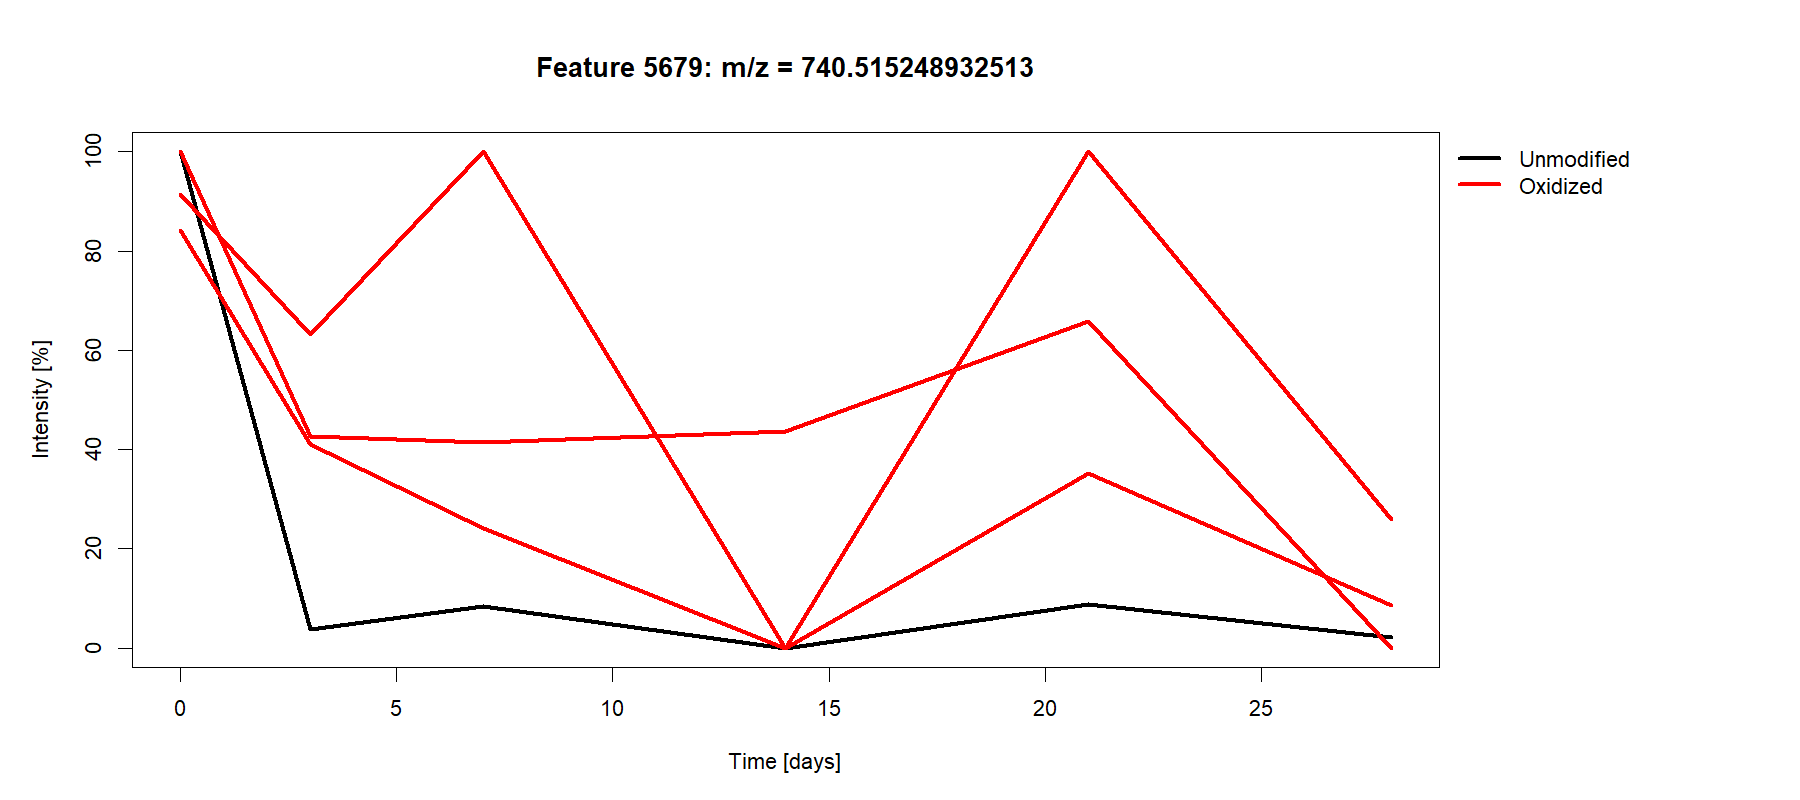 Feature 5679: m/z = 740.515248932513
Unmodified
Oxidized
Intensity [%]
100
80
60
40
20
0
0 5 10 15 20 25
Time [days]